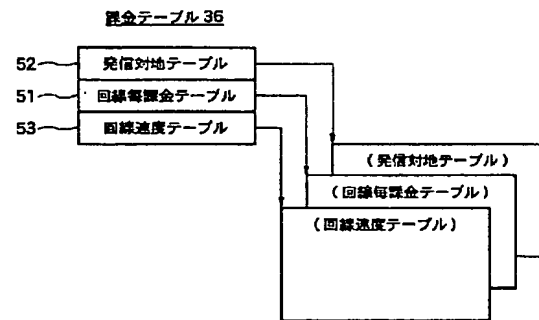 課金テーブル36
52 発信対地テーブル
51 回線毎課金テーブル
53 回線速度テーブル
(発信対地テーブル)
(回線毎課金テーブル)
(回線速度テーブル)